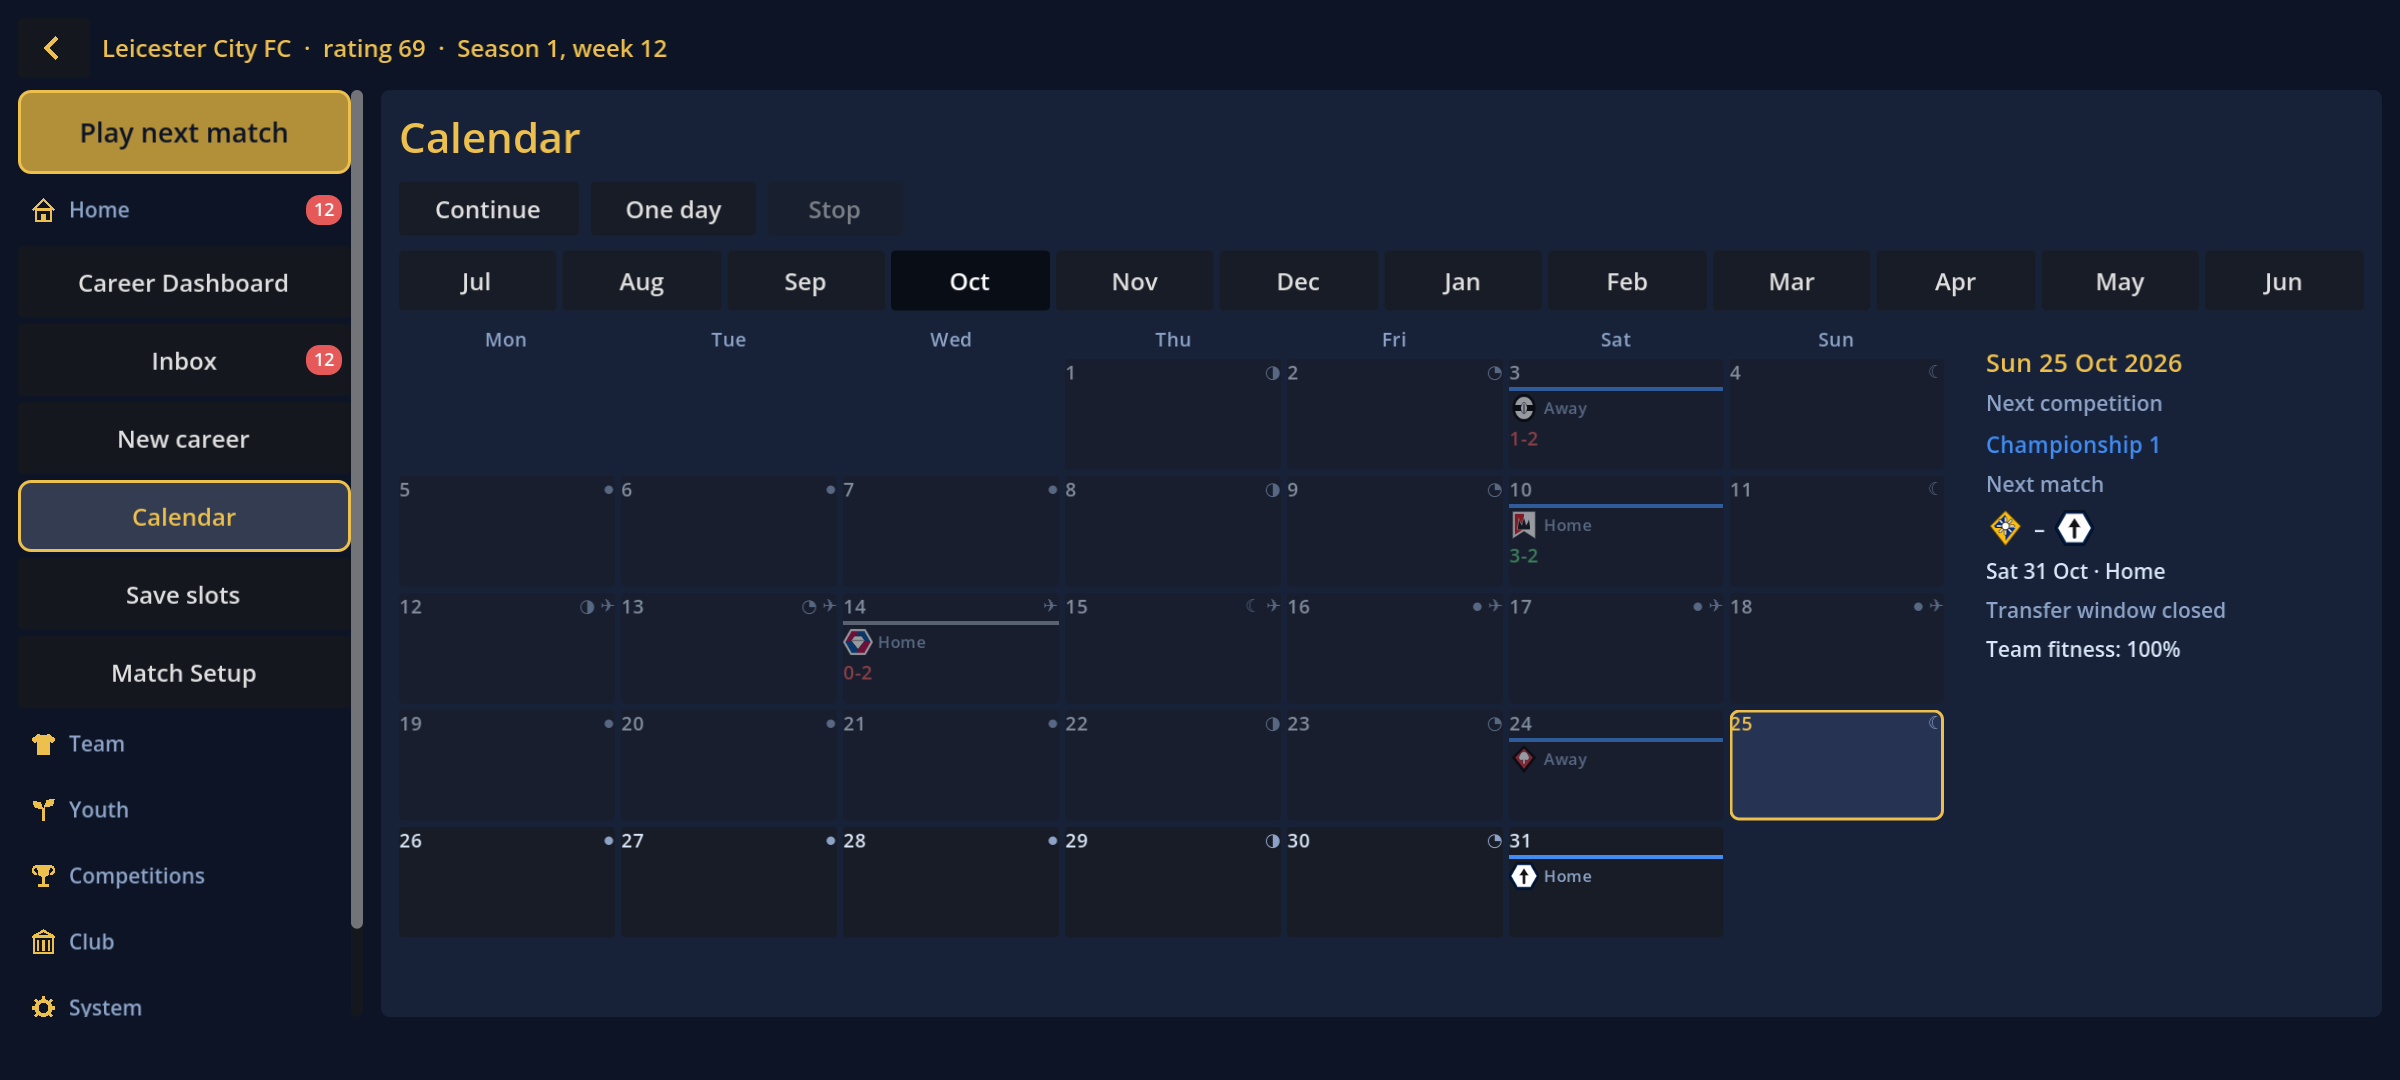 Leicester City FC · rating 69 · Season 1, week 12
Play next match
Home 12
Career Dashboard
Inbox 12
New career
Calendar
Save slots
Match Setup
Team
Youth
Competitions
Club
System
Calendar
Continue One day Stop
Jul Aug Sep Oct Nov Dec Jan Feb Mar Apr May Jun
Mon Tue Wed Thu Fri Sat Sun
1 2 3 4
Away
1-2
5 6 7 8 9 10 11
Home
3-2
12 13 14 15 16 17 18
Home
0-2
19 20 21 22 23 24 25
Away
26 27 28 29 30 31
Home
Sun 25 Oct 2026
Next competition
Championship 1
Next match
–
Sat 31 Oct · Home
Transfer window closed
Team fitness: 100%